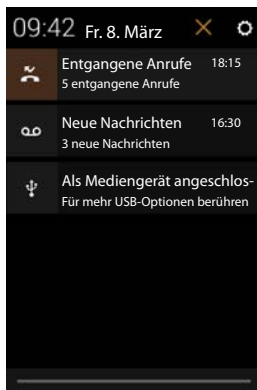 09:42 Fr. 8. März
Entgangene Anrufe 18:15
5 entgangene Anrufe
Neue Nachrichten 16:30
3 neue Nachrichten
Als Mediengerät angeschlos-
Für mehr USB-Optionen berühren